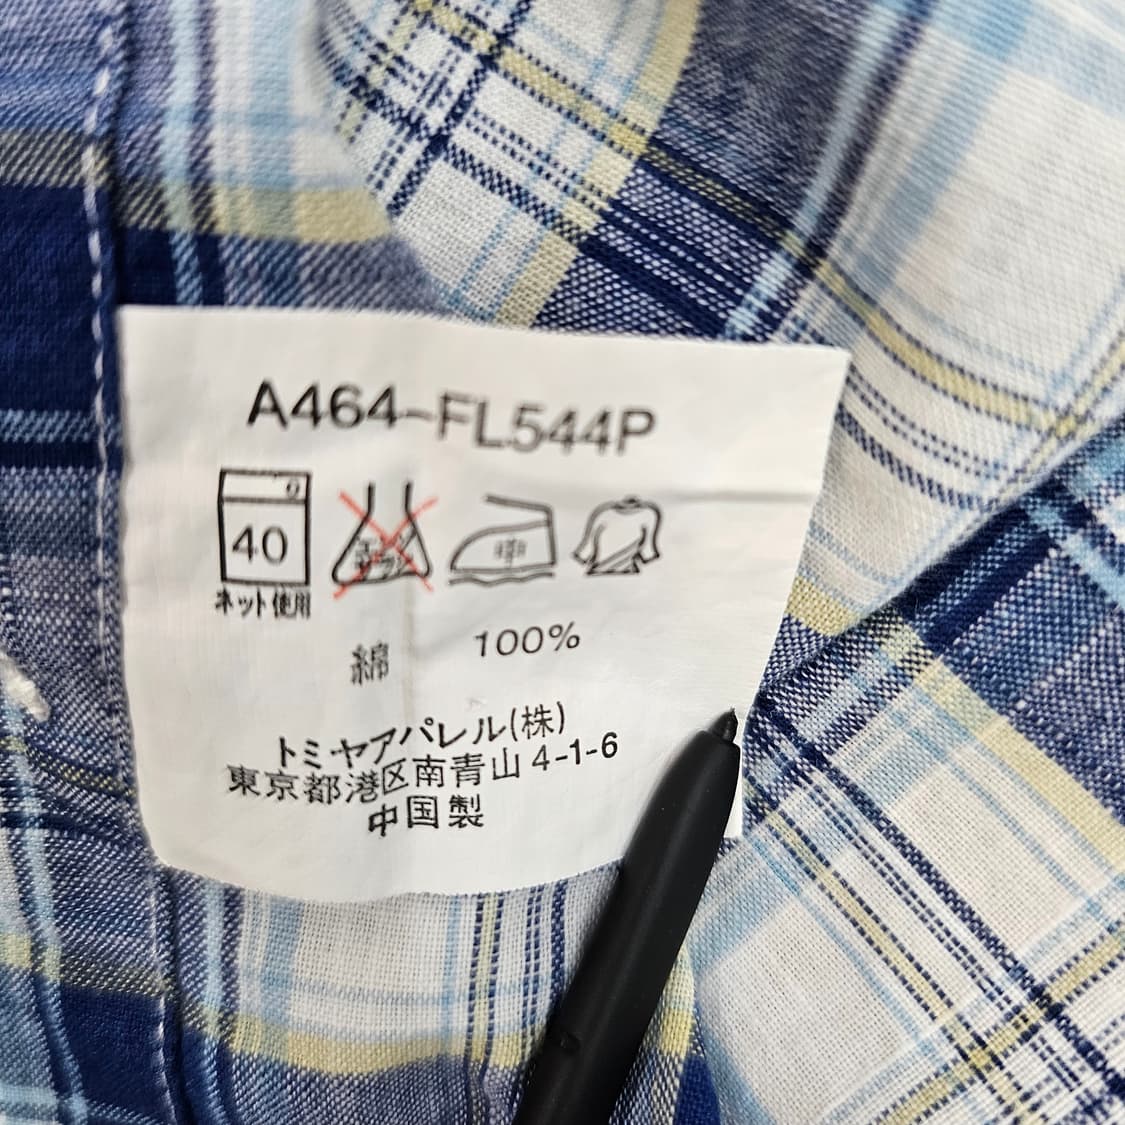 A464-FL544P
40
中
ネット使用
綿 100%
トミヤアパレル(株)
東京都港区南青山 4-1-6
中国製